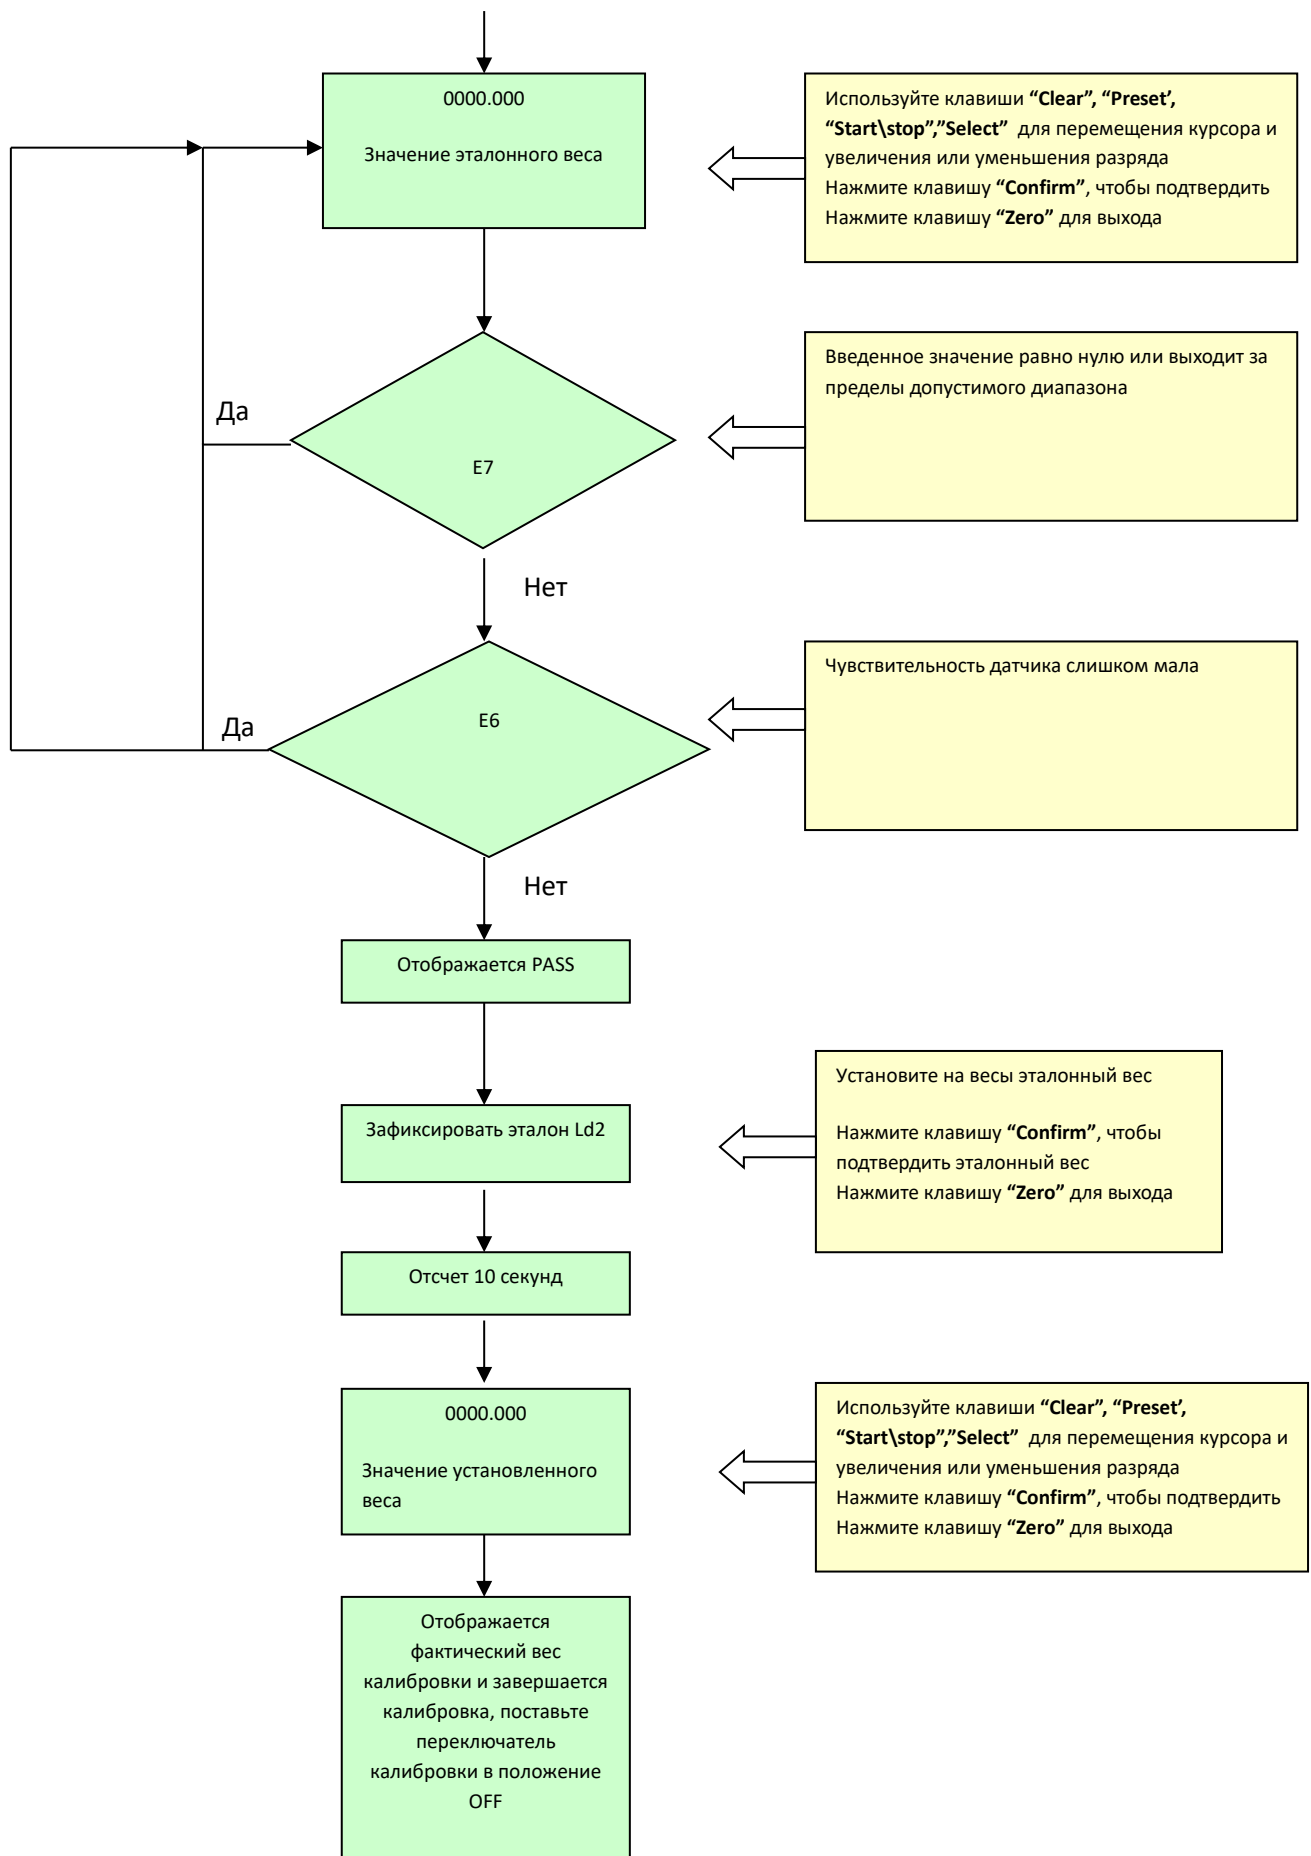 0000.000
Значение эталонного веса
Используйте клавиши “Clear”, “Preset’,
“Start\stop”,”Select” для перемещения курсора и
увеличения или уменьшения разряда
Нажмите клавишу “Confirm”, чтобы подтвердить
Нажмите клавишу “Zero” для выхода
Да
E7
Введенное значение равно нулю или выходит за
пределы допустимого диапазона
Нет
Да
E6
Чувствительность датчика слишком мала
Нет
Отображается PASS
Зафиксировать эталон Ld2
Установите на весы эталонный вес
Нажмите клавишу “Confirm”, чтобы
подтвердить эталонный вес
Нажмите клавишу “Zero” для выхода
Отсчет 10 секунд
0000.000
Значение установленного
веса
Используйте клавиши “Clear”, “Preset’,
“Start\stop”,”Select” для перемещения курсора и
увеличения или уменьшения разряда
Нажмите клавишу “Confirm”, чтобы подтвердить
Нажмите клавишу “Zero” для выхода
Отображается
фактический вес
калибровки и завершается
калибровка, поставьте
переключатель
калибровки в положение
OFF